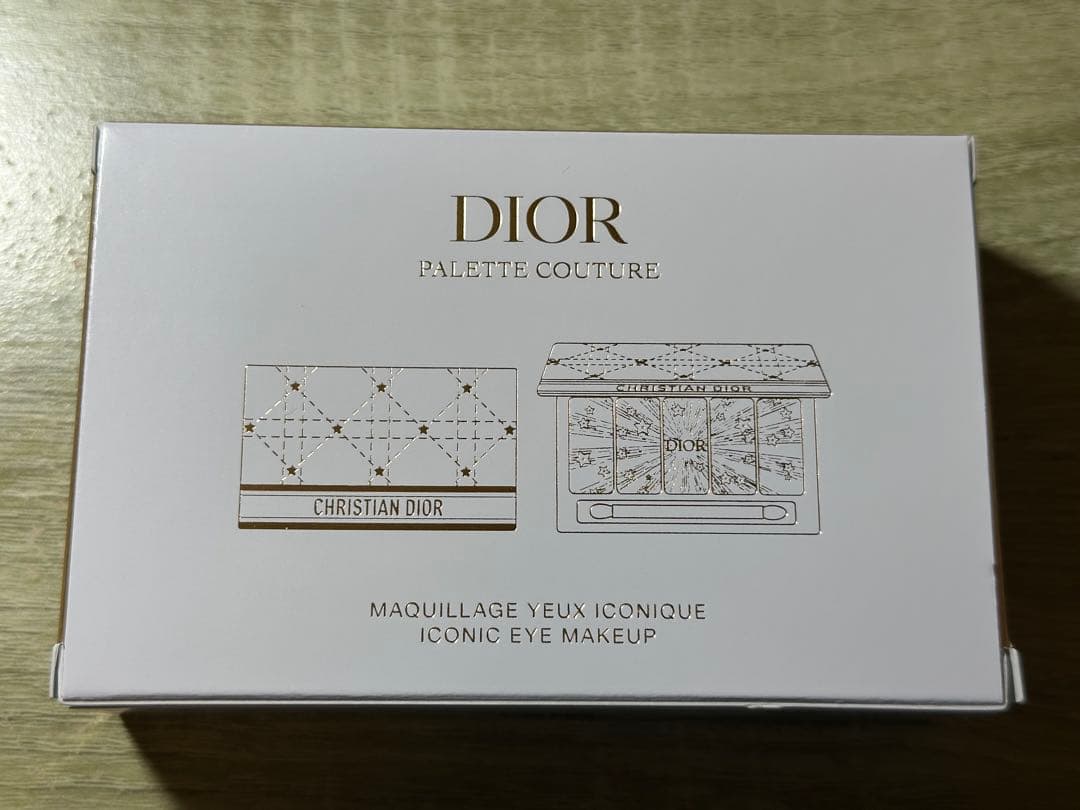 DIOR
PALETTE COUTURE
CHRISTIAN DIOR
CHRISTIAN DIOR
DIOR
MAQUILLAGE YEUX ICONIQUE
ICONIC EYE MAKEUP